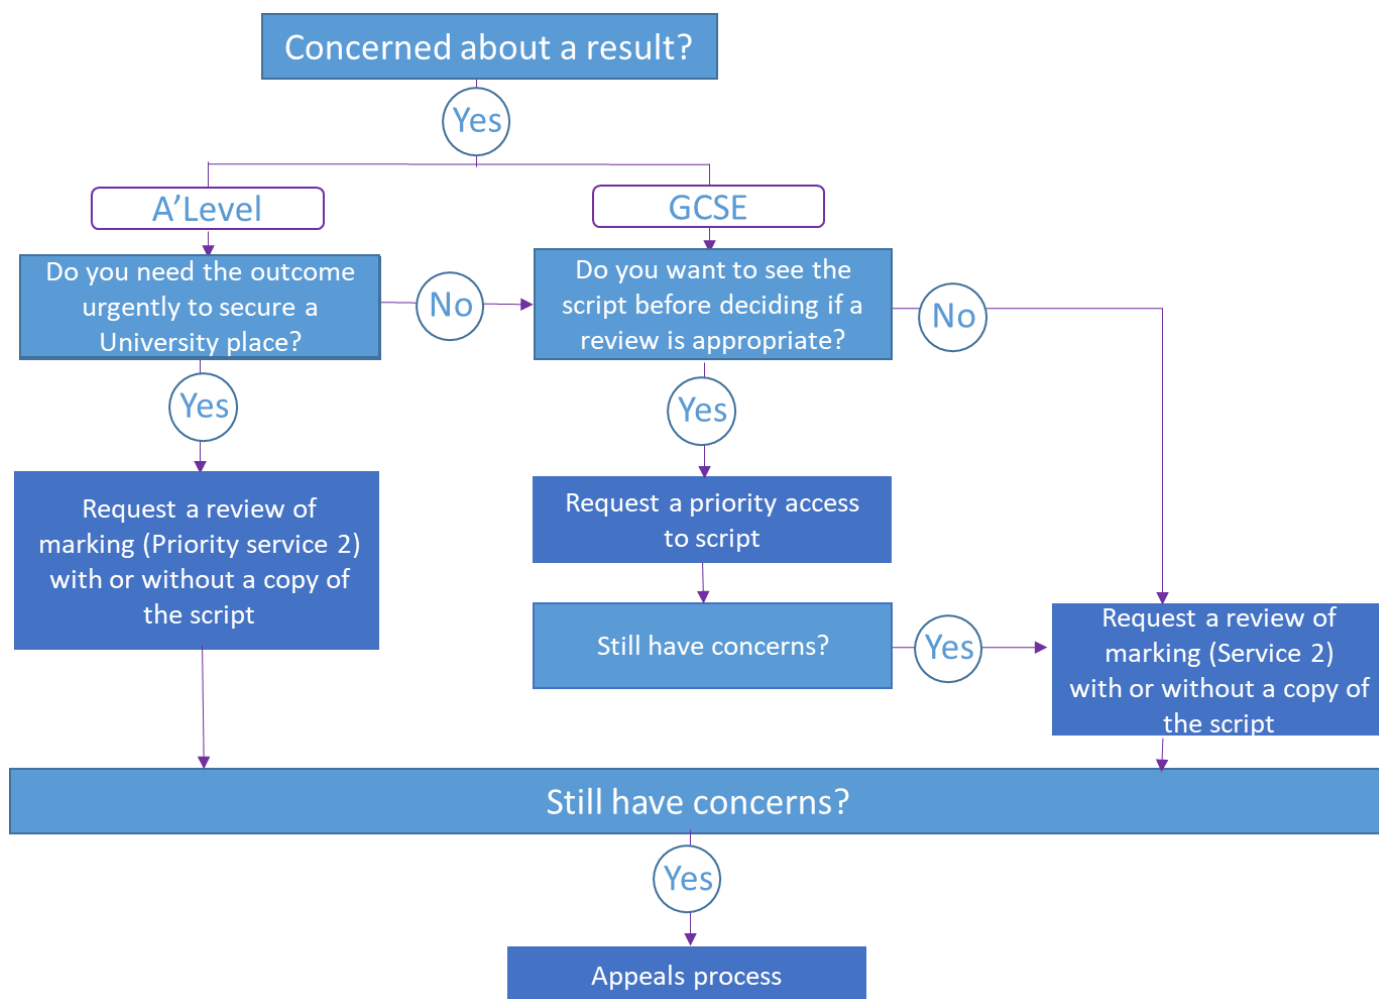 Concerned about a result?
Yes
A'Level
GCSE
Do you need the outcome
urgently to secure a
University place?
No
Do you want to see the
script before deciding if a
review is appropriate?
No
Yes
Yes
Request a review of
marking (Priority service 2)
with or without a copy of
the script
Request a priority access
to script
Still have concerns?
Yes
Request a review of
marking (Service 2)
with or without a copy of
the script
Still have concerns?
Yes
Appeals process